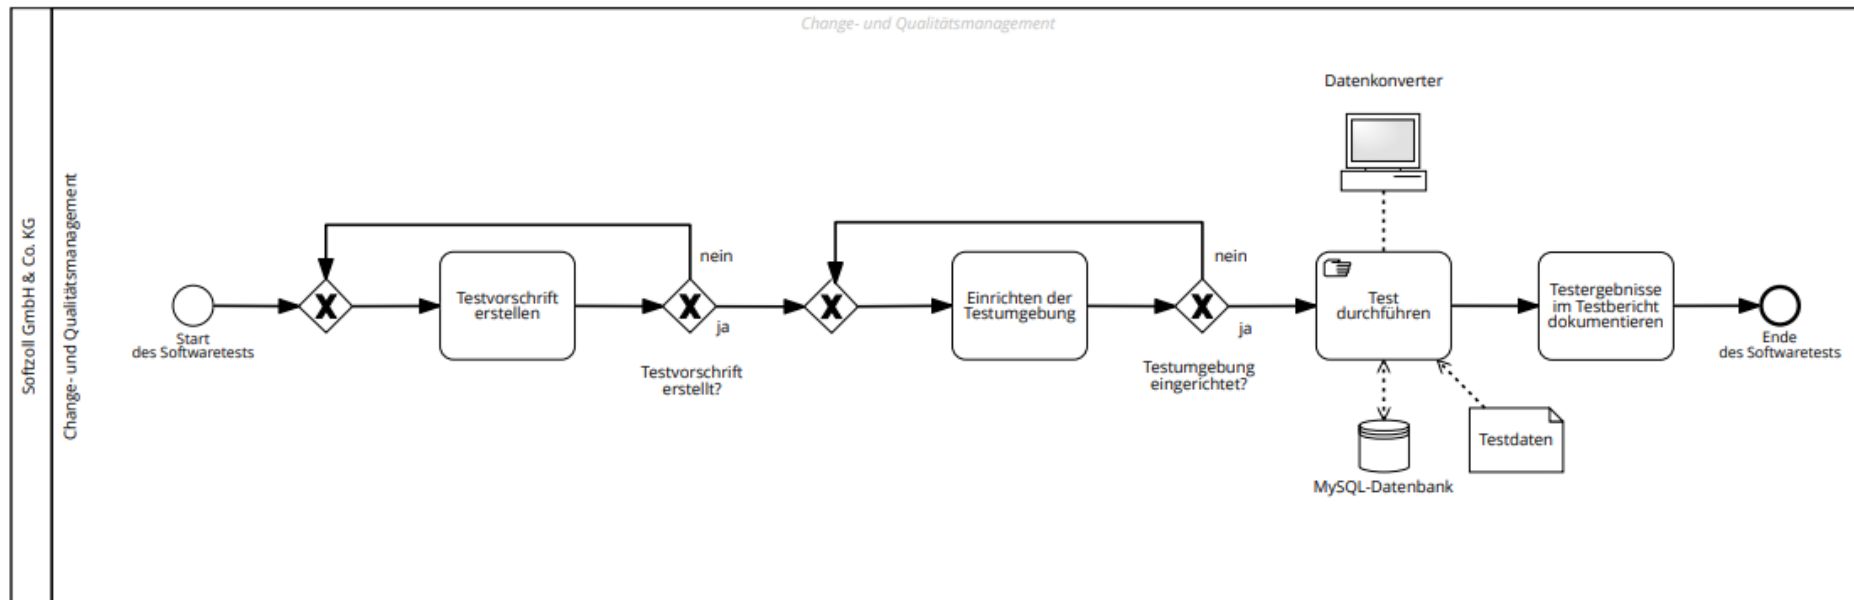 Change- und Qualitätsmanagement
Softzoll GmbH & Co. KG
Change- und Qualitätsmanagement
Start
des Softwaretests
X
Testvorschrift
erstellen
X
nein
ja
Testvorschrift
erstellt?
X
Einrichten der
Testumgebung
X
nein
ja
Testumgebung
eingerichtet?
Datenkonverter
Test
durchführen
MySQL-Datenbank
Testdaten
Testergebnisse
im Testbericht
dokumentieren
Ende
des Softwaretests